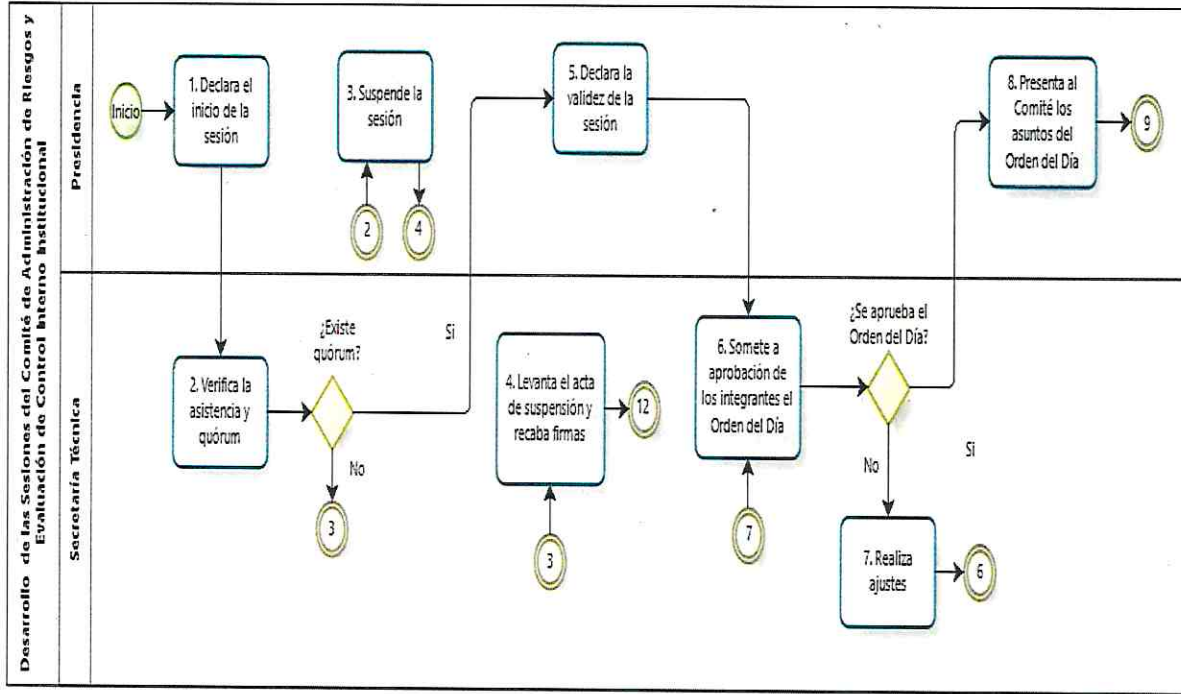 Desarrollo de las Sesiones del Comité de Administración de Riesgos y
Evaluación de Control Interno Institucional
Presidencia
Inicio
1. Declara el
inicio de la
sesión
3. Suspende la
sesión
2
4
5. Declara la
validez de la
sesión
8. Presenta al
Comité los
asuntos del
Orden del Día
9
Secretaría Técnica
2. Verifica la
asistencia y
quórum
¿Existe
quórum?
Si
No
3
4. Levanta el acta
de suspensión y
recaba firmas
12
3
6. Somete a
aprobación de
los integrantes el
Orden del Día
7
¿Se aprueba el
Orden del Día?
No
Si
7. Realiza
ajustes
6